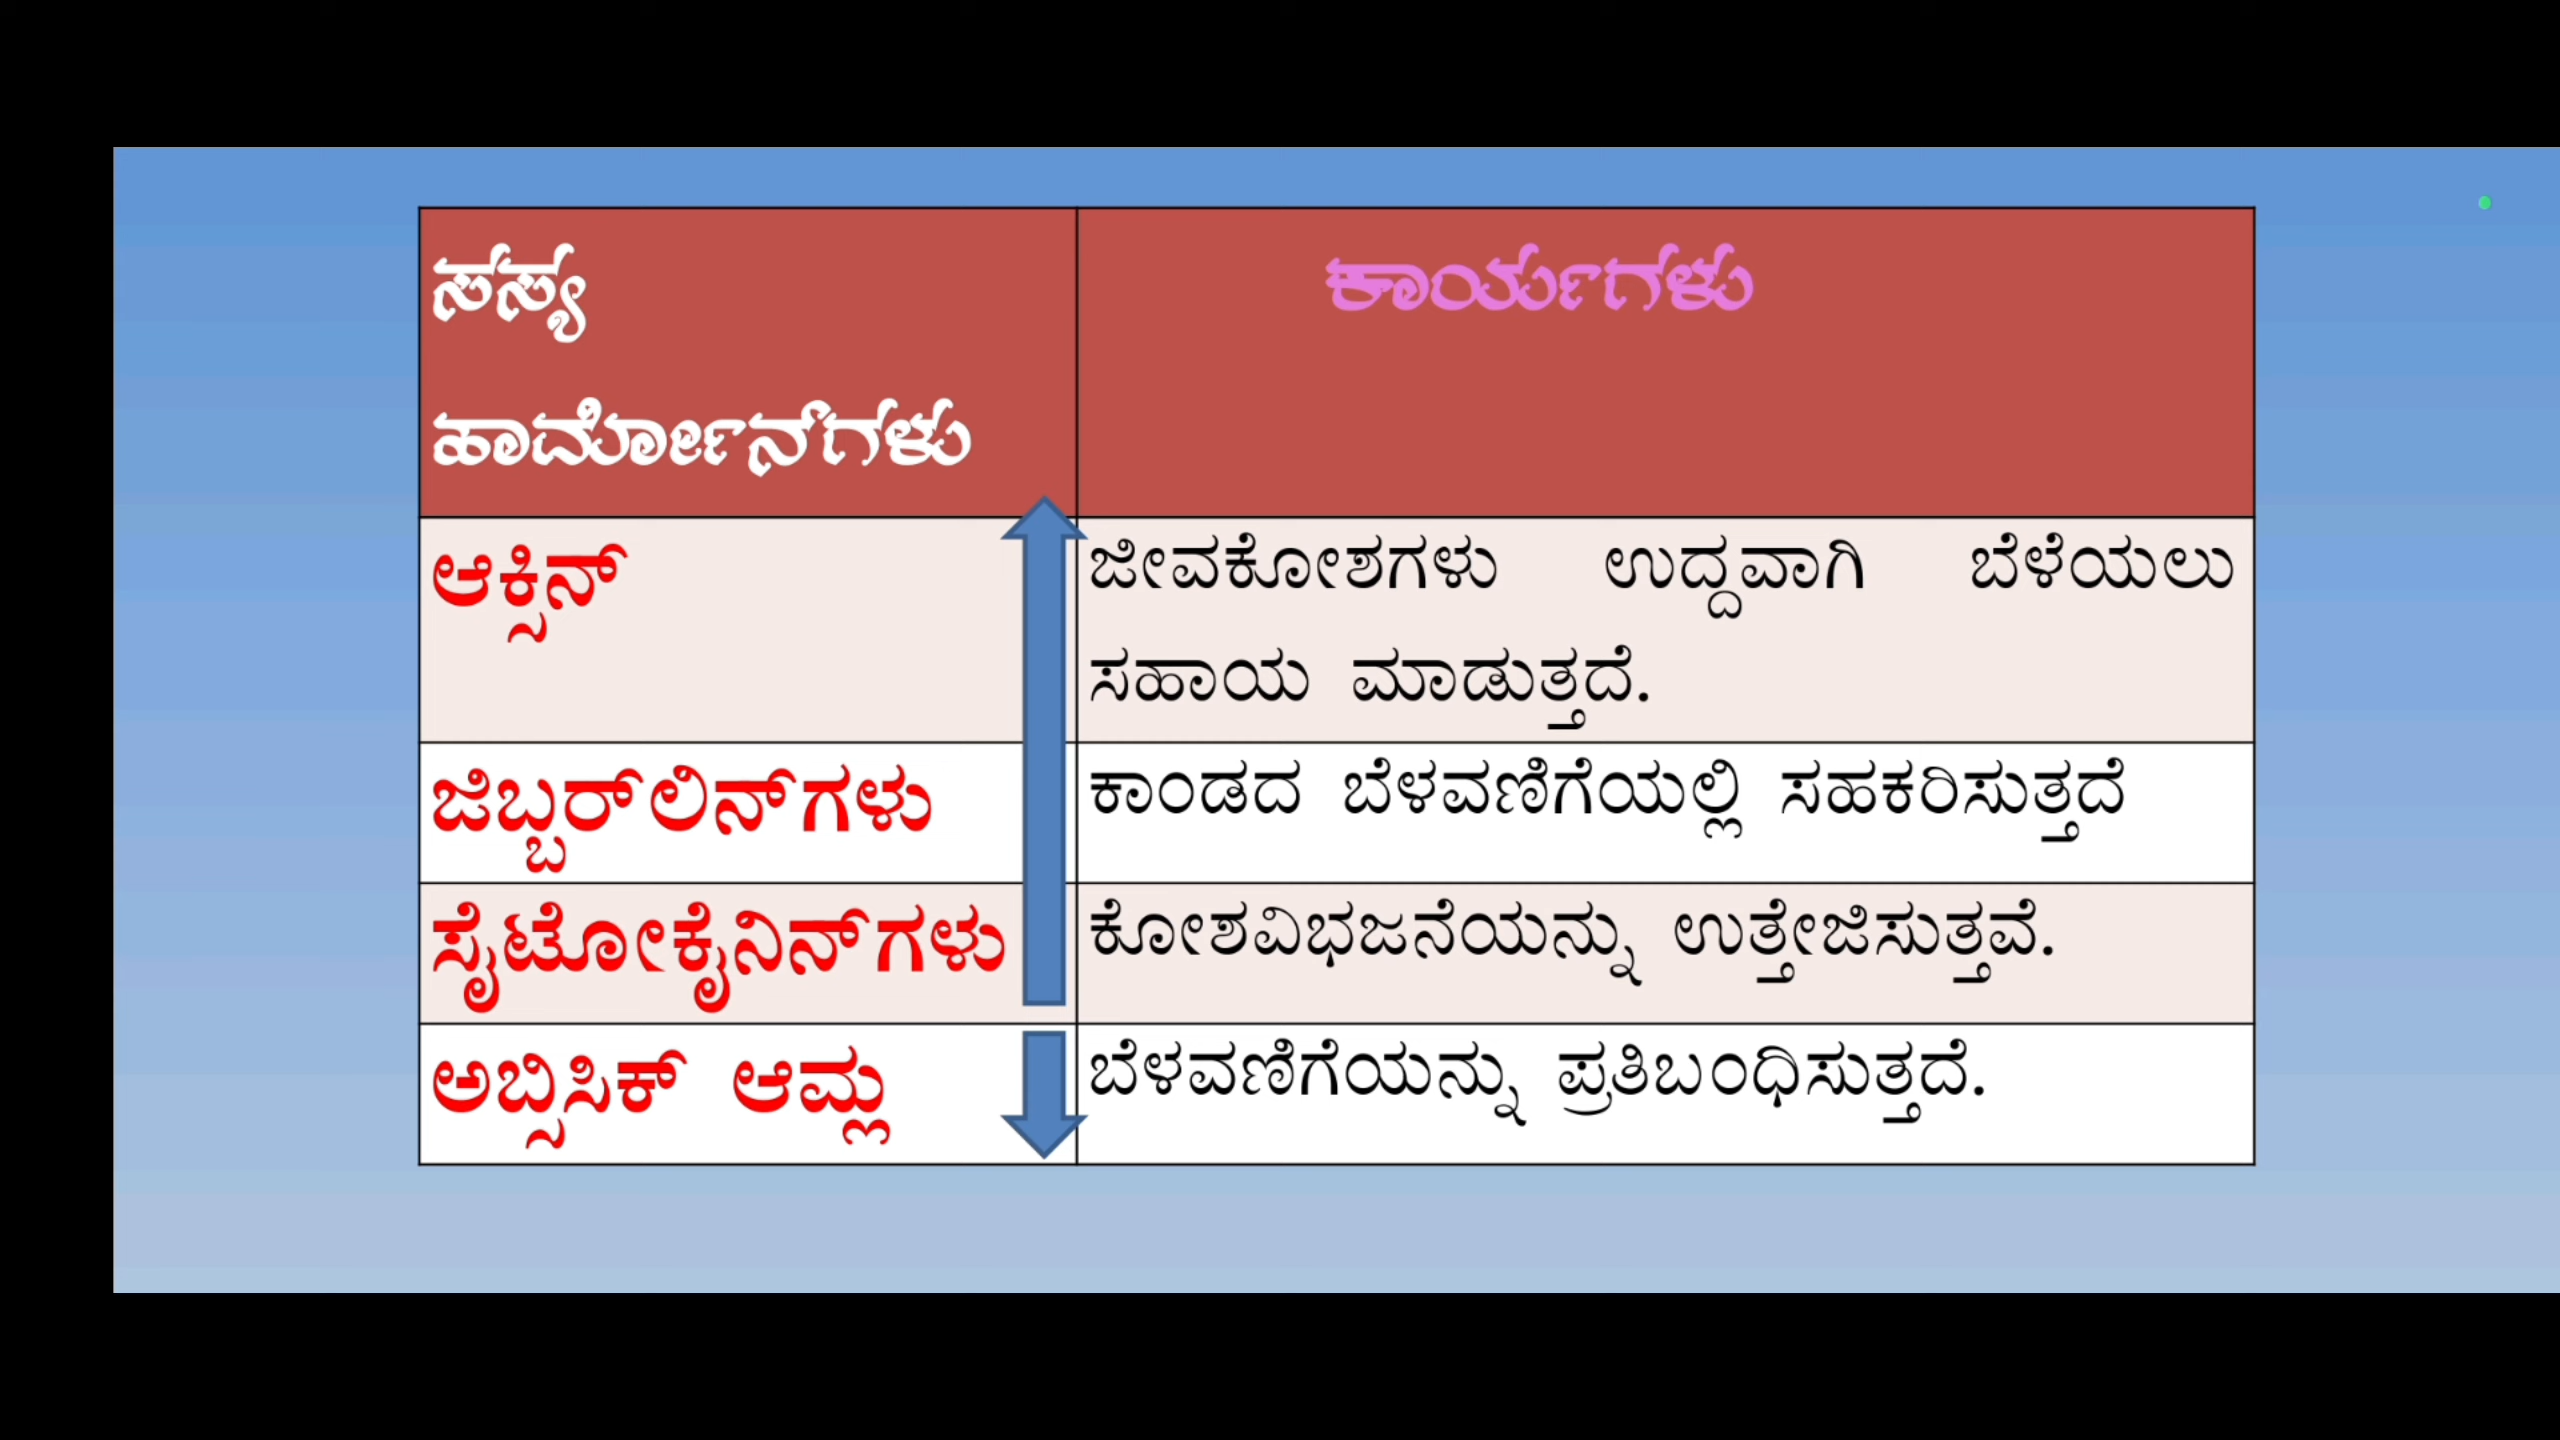 ಸಸ್ಯ
ಹಾರ್ಮೋನ್‌ಗಳು
ಕಾರ್ಯಗಳು
ಆಕ್ಸಿನ್
ಜೀವಕೋಶಗಳು ಉದ್ದವಾಗಿ ಬೆಳೆಯಲು
ಸಹಾಯ ಮಾಡುತ್ತದೆ.
ಜಿಬ್ಬರ್‌ಲಿನ್‌ಗಳು
ಕಾಂಡದ ಬೆಳವಣಿಗೆಯಲ್ಲಿ ಸಹಕರಿಸುತ್ತದೆ
ಸೈಟೋಕೈನಿನ್‌ಗಳು
ಕೋಶವಿಭಜನೆಯನ್ನು ಉತ್ತೇಜಿಸುತ್ತವೆ.
ಅಬ್ಸಿಸಿಕ್ ಆಮ್ಲ
ಬೆಳವಣಿಗೆಯನ್ನು ಪ್ರತಿಬಂಧಿಸುತ್ತದೆ.